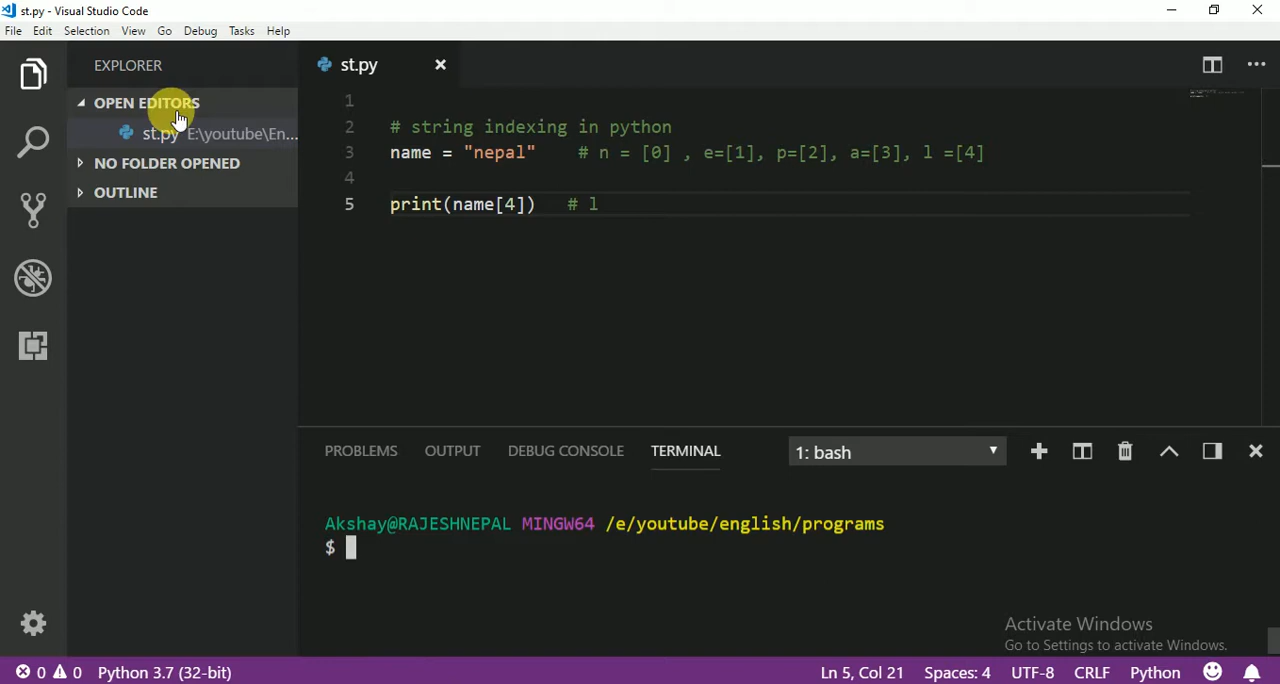 st.py - Visual Studio Code
File Edit Selection View Go Debug Tasks Help
EXPLORER
OPEN EDITORS
st.py E:\youtube\En...
NO FOLDER OPENED
OUTLINE
st.py
1
2 # string indexing in python
3 name = "nepal" # n = [0] , e=[1], p=[2], a=[3], l =[4]
4
5 print(name[4]) # l
PROBLEMS OUTPUT DEBUG CONSOLE TERMINAL 1: bash
Akshay@RAJESHNEPAL MINGW64 /e/youtube/english/programs
$
Activate Windows
Go to Settings to activate Windows.
0 0 Python 3.7 (32-bit) Ln 5, Col 21 Spaces: 4 UTF-8 CRLF Python